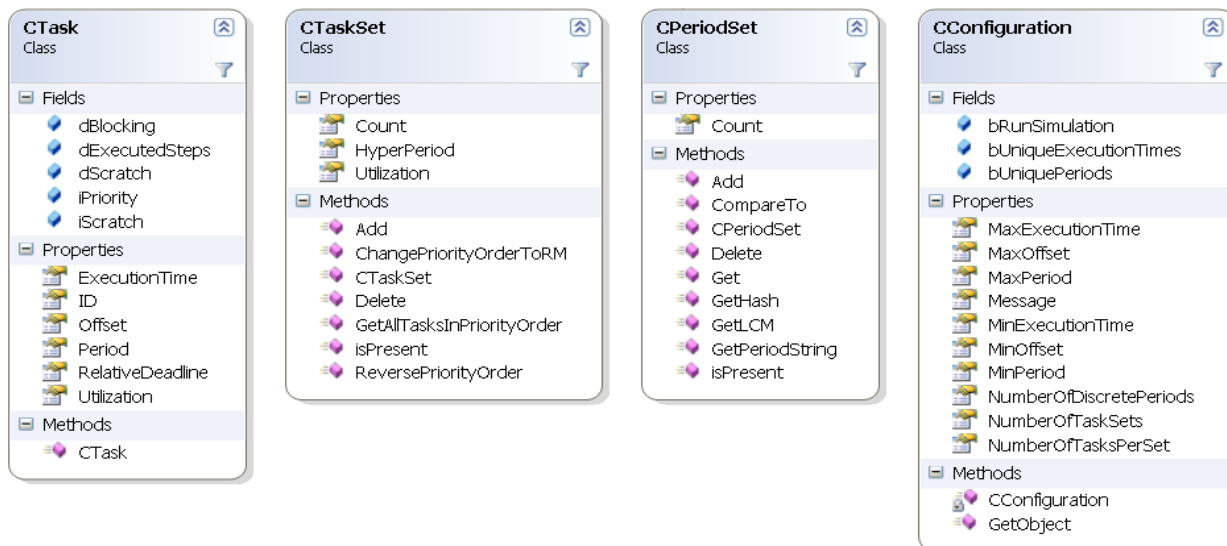 CTask
Class
Fields
dBlocking
dExecutedSteps
dScratch
iPriority
iScratch
Properties
ExecutionTime
ID
Offset
Period
RelativeDeadline
Utilization
Methods
CTask
CTaskSet
Class
Properties
Count
HyperPeriod
Utilization
Methods
Add
ChangePriorityOrderToRM
CTaskSet
Delete
GetAllTasksInPriorityOrder
isPresent
ReversePriorityOrder
CPeriodSet
Class
Properties
Count
Methods
Add
CompareTo
CPeriodSet
Delete
Get
GetHash
GetLCM
GetPeriodString
isPresent
CConfiguration
Class
Fields
bRunSimulation
bUniqueExecutionTimes
bUniquePeriods
Properties
MaxExecutionTime
MaxOffset
MaxPeriod
Message
MinExecutionTime
MinOffset
MinPeriod
NumberOfDiscretePeriods
NumberOfTaskSets
NumberOfTasksPerSet
Methods
CConfiguration
GetObject